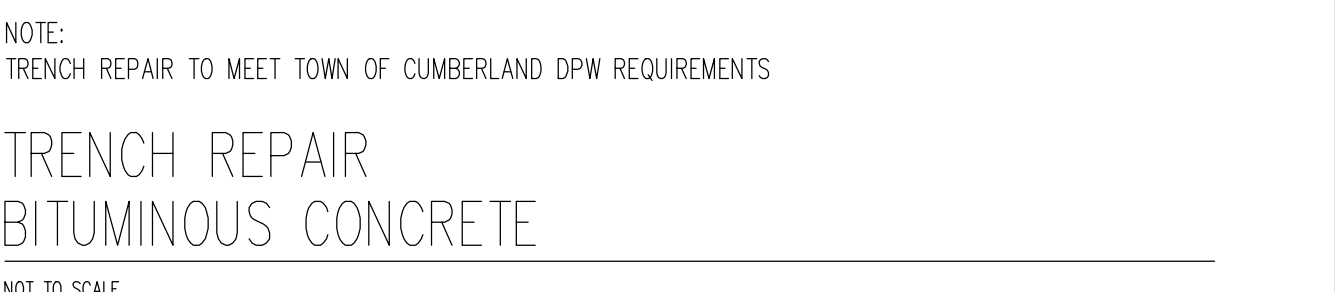 NOTE:
TRENCH REPAIR TO MEET TOWN OF CUMBERLAND DPW REQUIREMENTS
TRENCH REPAIR
BITUMINOUS CONCRETE
NOT TO SCALE